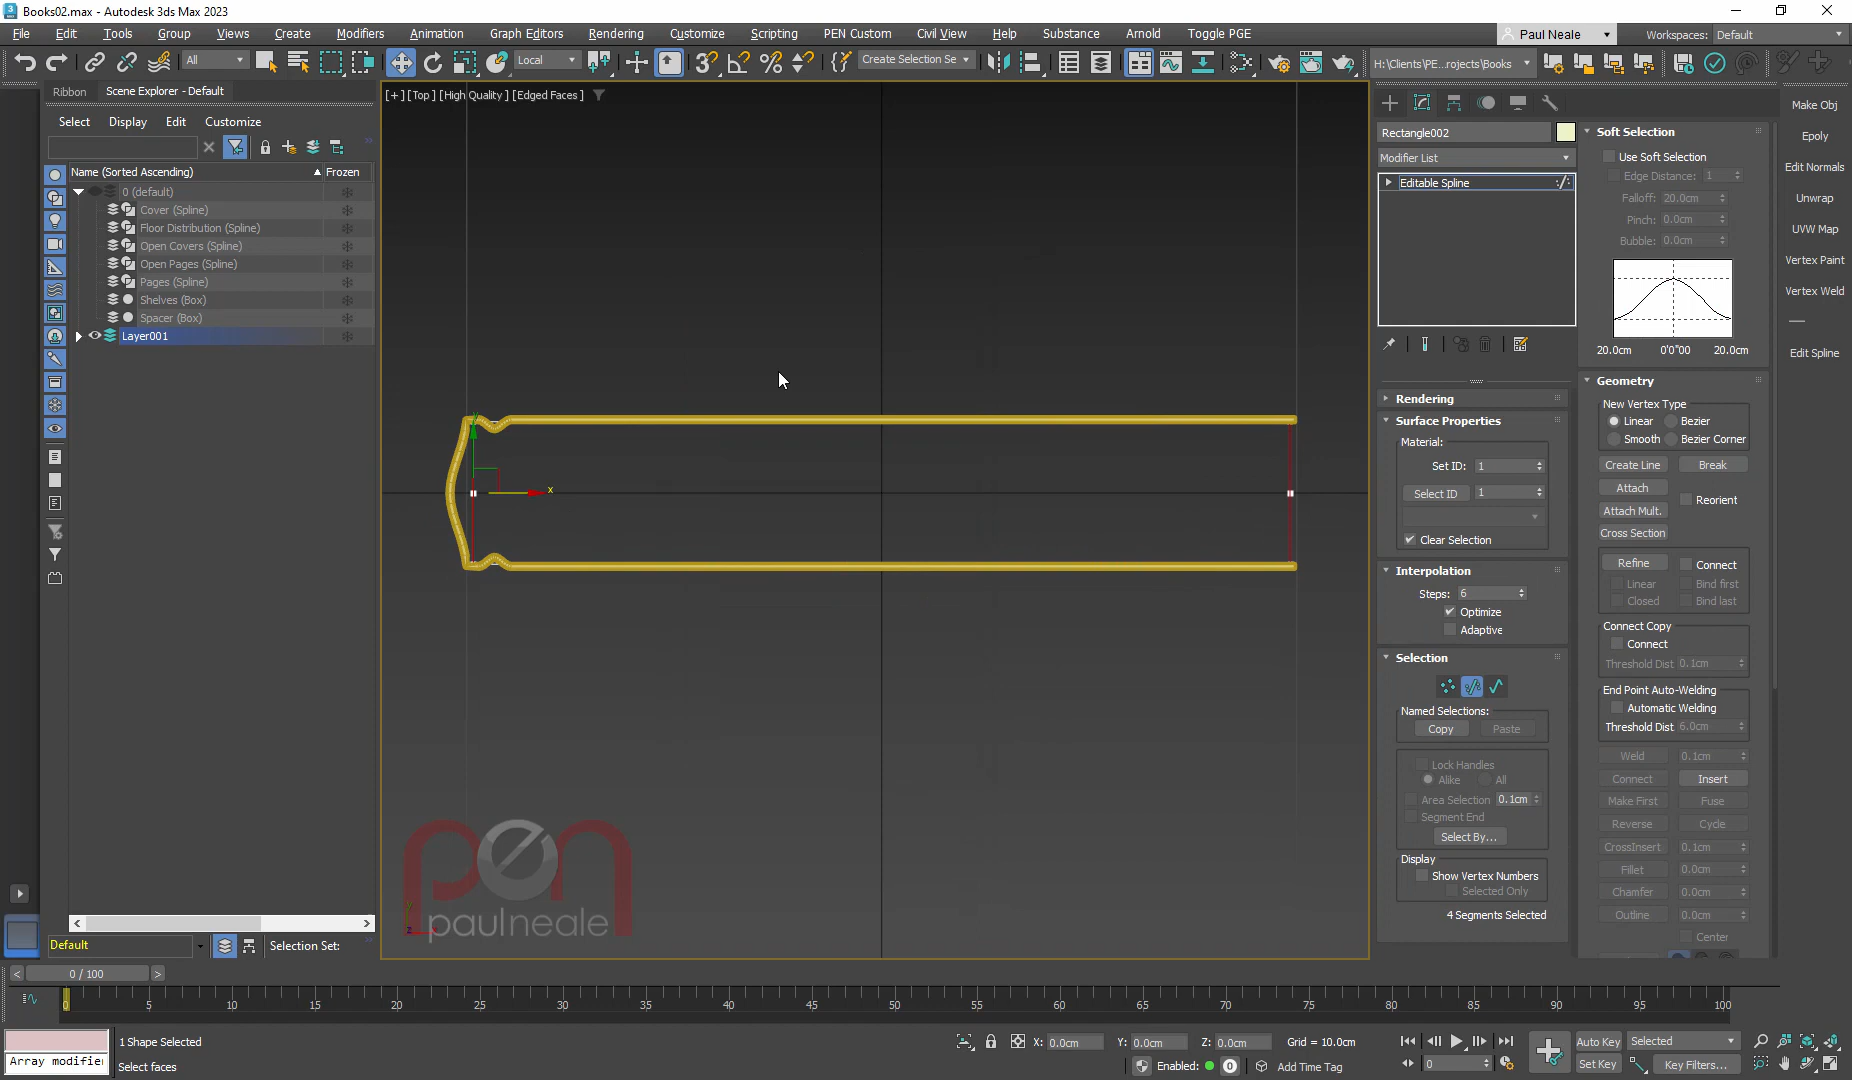 Books02.max - Autodesk 3ds Max 2023
File Edit Tools Group Views Create Modifiers Animation Graph Editors Rendering Customize Scripting PEN Custom Civil View Help Substance Arnold Toggle PGE Paul Neale Workspaces: Default
All Local Create Selection Se H:\Clients\PE...rojects\Books
Ribbon Scene Explorer - Default
Select Display Edit Customize
Name (Sorted Ascending) Frozen
0 (default)
Cover (Spline)
Floor Distribution (Spline)
Open Covers (Spline)
Open Pages (Spline)
Pages (Spline)
Shelves (Box)
Spacer (Box)
Layer001
Default Selection Set:
[+] [Top] [High Quality] [Edged Faces]
y
x
pen
paulneale
y
z
Rectangle002
Modifier List
Editable Spline
Rendering
Surface Properties
Material:
Set ID: 1
Select ID 1
Clear Selection
Interpolation
Steps: 6
Optimize
Adaptive
Selection
Named Selections:
Copy Paste
Lock Handles
Alike All
Area Selection 0.1cm
Segment End
Select By...
Display
Show Vertex Numbers
Selected Only
4 Segments Selected
Soft Selection
Use Soft Selection
Edge Distance: 1
Falloff: 20.0cm
Pinch: 0.0cm
Bubble: 0.0cm
20.0cm 0'0"00 20.0cm
Geometry
New Vertex Type
Linear Bezier
Smooth Bezier Corner
Create Line Break
Attach
Reorient
Attach Mult.
Cross Section
Refine Connect
Linear Bind first
Closed Bind last
Connect Copy
Connect
Threshold Dist 0.1cm
End Point Auto-Welding
Automatic Welding
Threshold Dist 6.0cm
Weld 0.1cm
Connect Insert
Make First Fuse
Reverse Cycle
CrossInsert 0.1cm
Fillet 0.0cm
Chamfer 0.0cm
Outline 0.0cm
Center
Make Obj
Epoly
Edit Normals
Unwrap
UVW Map
Vertex Paint
Vertex Weld
Edit Spline
< 0 / 100 >
0 5 10 15 20 25 30 35 40 45 50 55 60 65 70 75 80 85 90 95 100
1 Shape Selected X: 0.0cm Y: 0.0cm Z: 0.0cm Grid = 10.0cm Auto Key Selected
Array modifie Select faces Enabled: 0 Add Time Tag 0 Set Key Key Filters...